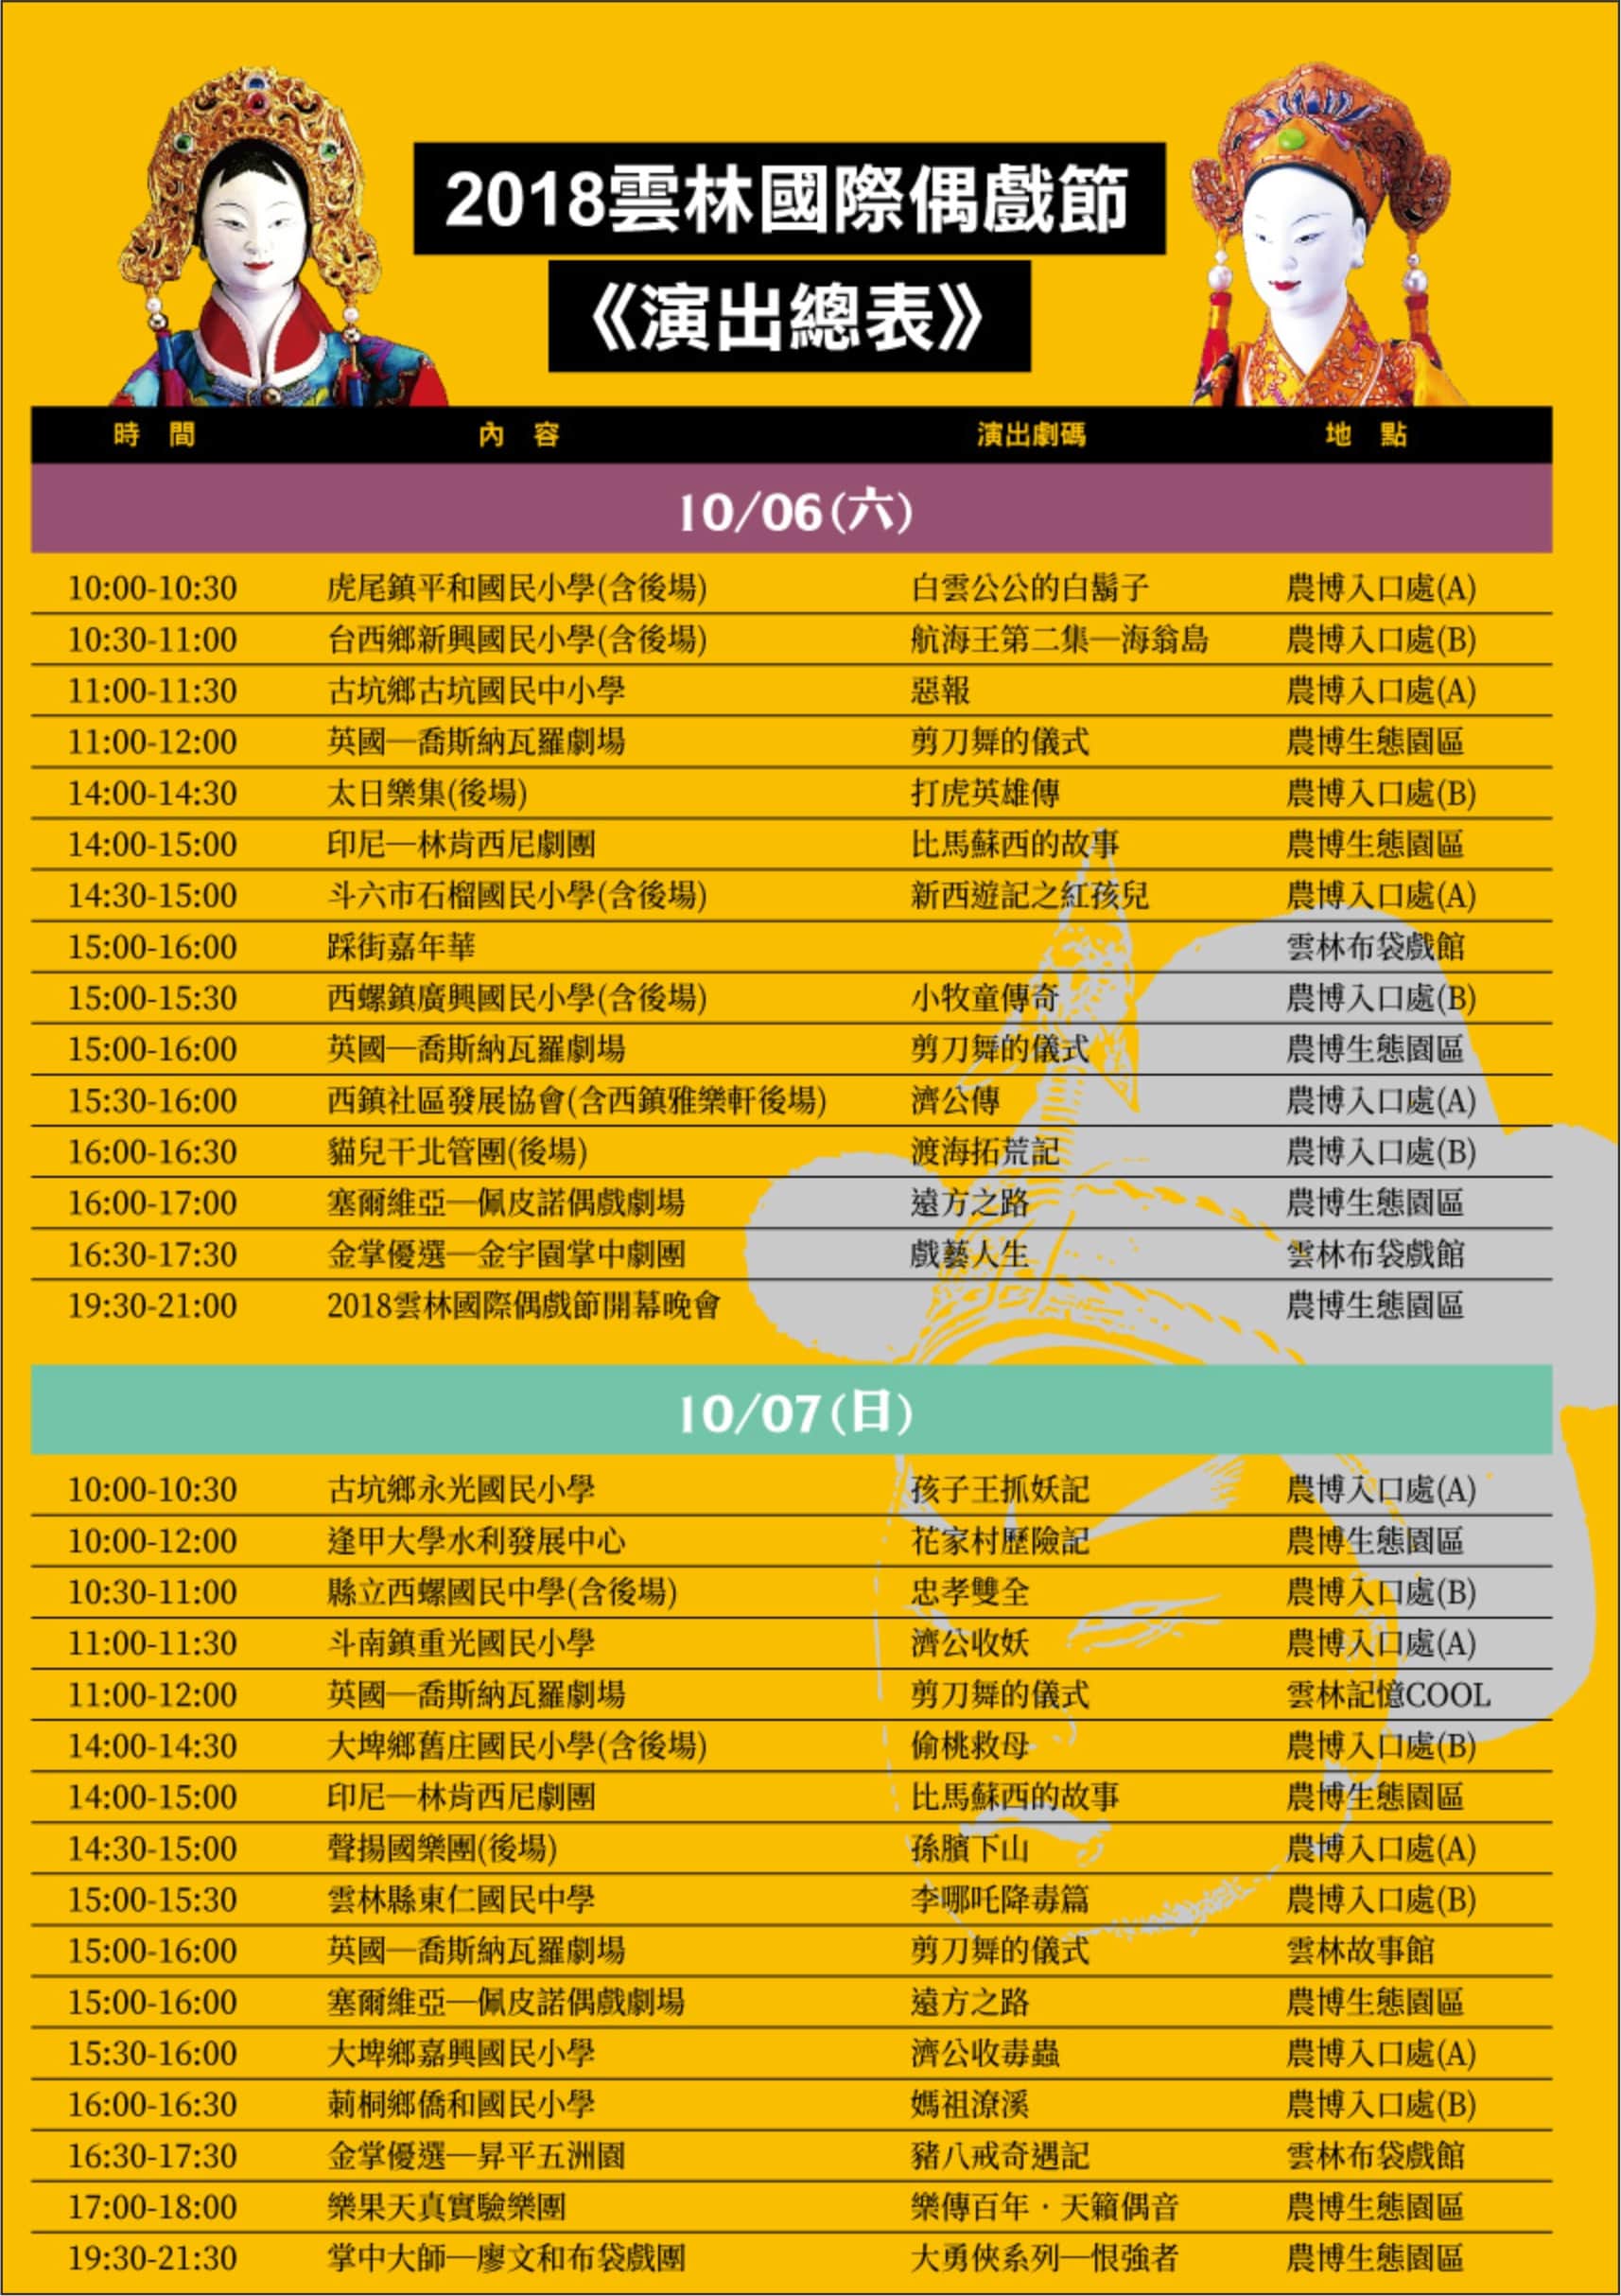 2018雲林國際偶戲節
《演出總表》
時 間 內 容 演出劇碼 地 點
10/06(六)
10:00-10:30 虎尾鎮平和國民小學(含後場) 白雲公公的白鬍子 農博入口處(A)
10:30-11:00 台西鄉新興國民小學(含後場) 航海王第二集—海翁島 農博入口處(B)
11:00-11:30 古坑鄉古坑國民中小學 惡報 農博入口處(A)
11:00-12:00 英國—喬斯納瓦羅劇場 剪刀舞的儀式 農博生態園區
14:00-14:30 太日樂集(後場) 打虎英雄傳 農博入口處(B)
14:00-15:00 印尼—林肯西尼劇團 比馬蘇西的故事 農博生態園區
14:30-15:00 斗六市石榴國民小學(含後場) 新西遊記之紅孩兒 農博入口處(A)
15:00-16:00 踩街嘉年華 雲林布袋戲館
15:00-15:30 西螺鎮廣興國民小學(含後場) 小牧童傳奇 農博入口處(B)
15:00-16:00 英國—喬斯納瓦羅劇場 剪刀舞的儀式 農博生態園區
15:30-16:00 西鎮社區發展協會(含西鎮雅樂軒後場) 濟公傳 農博入口處(A)
16:00-16:30 貓兒干北管團(後場) 渡海拓荒記 農博入口處(B)
16:00-17:00 塞爾維亞—佩皮諾偶戲劇場 遠方之路 農博生態園區
16:30-17:30 金掌優選—金宇園掌中劇團 戲藝人生 雲林布袋戲館
19:30-21:00 2018雲林國際偶戲節開幕晚會 農博生態園區
10/07(日)
10:00-10:30 古坑鄉永光國民小學 孩子王抓妖記 農博入口處(A)
10:00-12:00 逢甲大學水利發展中心 花家村歷險記 農博生態園區
10:30-11:00 縣立西螺國民中學(含後場) 忠孝雙全 農博入口處(B)
11:00-11:30 斗南鎮重光國民小學 濟公收妖 農博入口處(A)
11:00-12:00 英國—喬斯納瓦羅劇場 剪刀舞的儀式 雲林記憶COOL
14:00-14:30 大埤鄉舊庄國民小學(含後場) 偷桃救母 農博入口處(B)
14:00-15:00 印尼—林肯西尼劇團 比馬蘇西的故事 農博生態園區
14:30-15:00 聲揚國樂團(後場) 孫臏下山 農博入口處(A)
15:00-15:30 雲林縣東仁國民中學 李哪吒降毒篇 農博入口處(B)
15:00-16:00 英國—喬斯納瓦羅劇場 剪刀舞的儀式 雲林故事館
15:00-16:00 塞爾維亞—佩皮諾偶戲劇場 遠方之路 農博生態園區
15:30-16:00 大埤鄉嘉興國民小學 濟公收毒蟲 農博入口處(A)
16:00-16:30 莿桐鄉僑和國民小學 媽祖潦溪 農博入口處(B)
16:30-17:30 金掌優選—昇平五洲園 豬八戒奇遇記 雲林布袋戲館
17:00-18:00 樂果天真實驗樂團 樂傳百年．天籟偶音 農博生態園區
19:30-21:30 掌中大師—廖文和布袋戲團 大勇俠系列—恨強者 農博生態園區